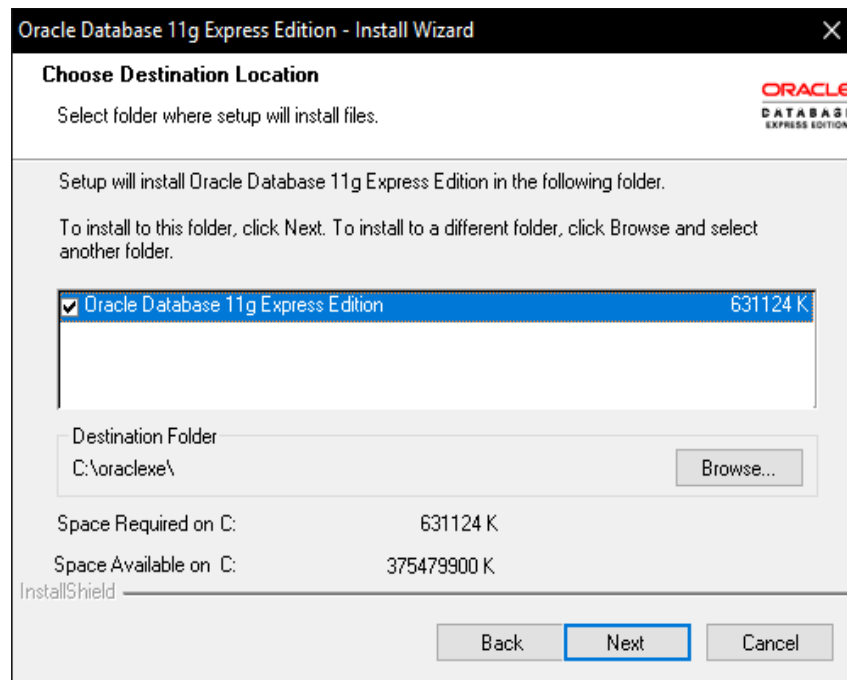 Oracle Database 11g Express Edition - Install Wizard
Choose Destination Location
Select folder where setup will install files.
ORACLE
DATABASE
EXPRESS EDITION
Setup will install Oracle Database 11g Express Edition in the following folder.
To install to this folder, click Next. To install to a different folder, click Browse and select
another folder.
Oracle Database 11g Express Edition 631124 K
Destination Folder
C:\oraclexe\ Browse...
Space Required on C: 631124 K
Space Available on C: 375479900 K
InstallShield
Back Next Cancel